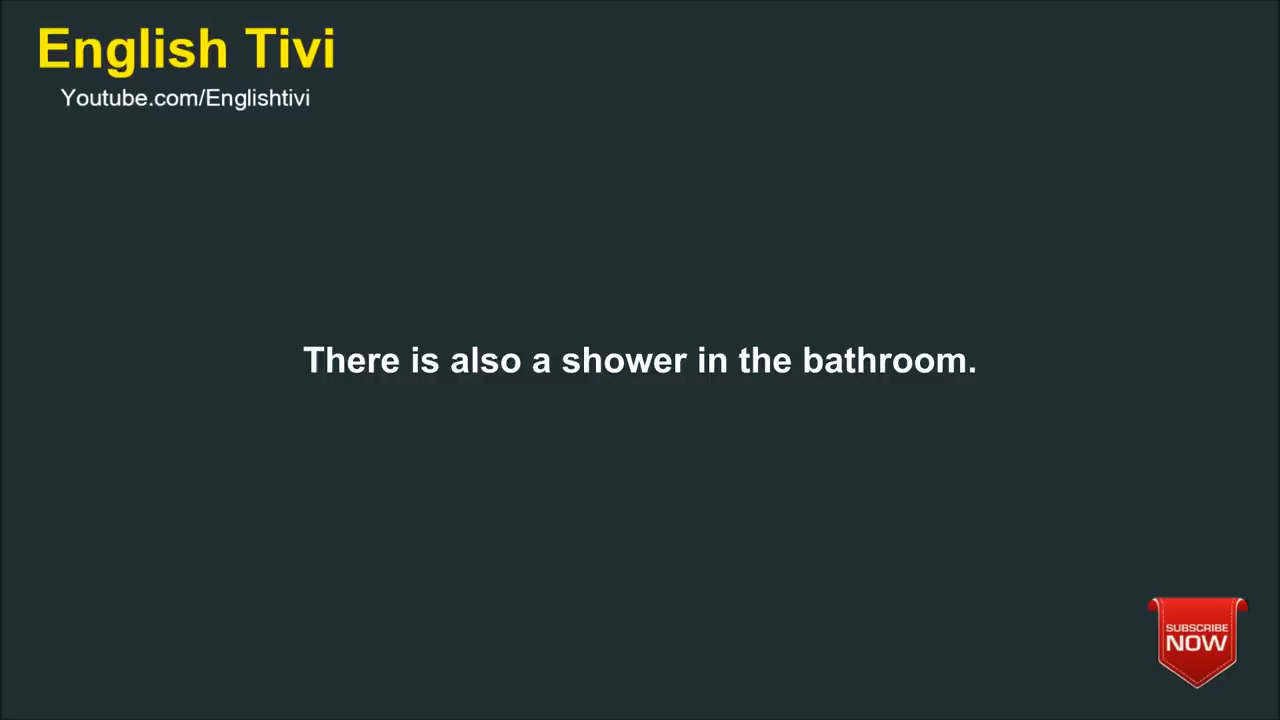 English Tivi
Youtube.com/Englishtivi
There is also a shower in the bathroom.
SUBSCRIBE
NOW